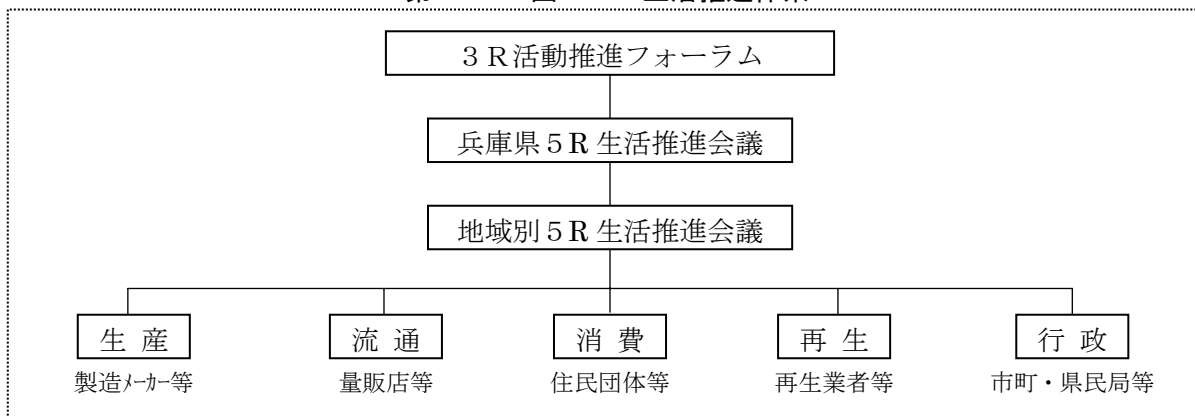 ３Ｒ活動推進フォーラム
兵庫県５Ｒ生活推進会議
地域別５Ｒ生活推進会議
生 産 流 通 消 費 再 生 行 政
製造ﾒｰｶｰ等 量販店等 住民団体等 再生業者等 市町・県民局等